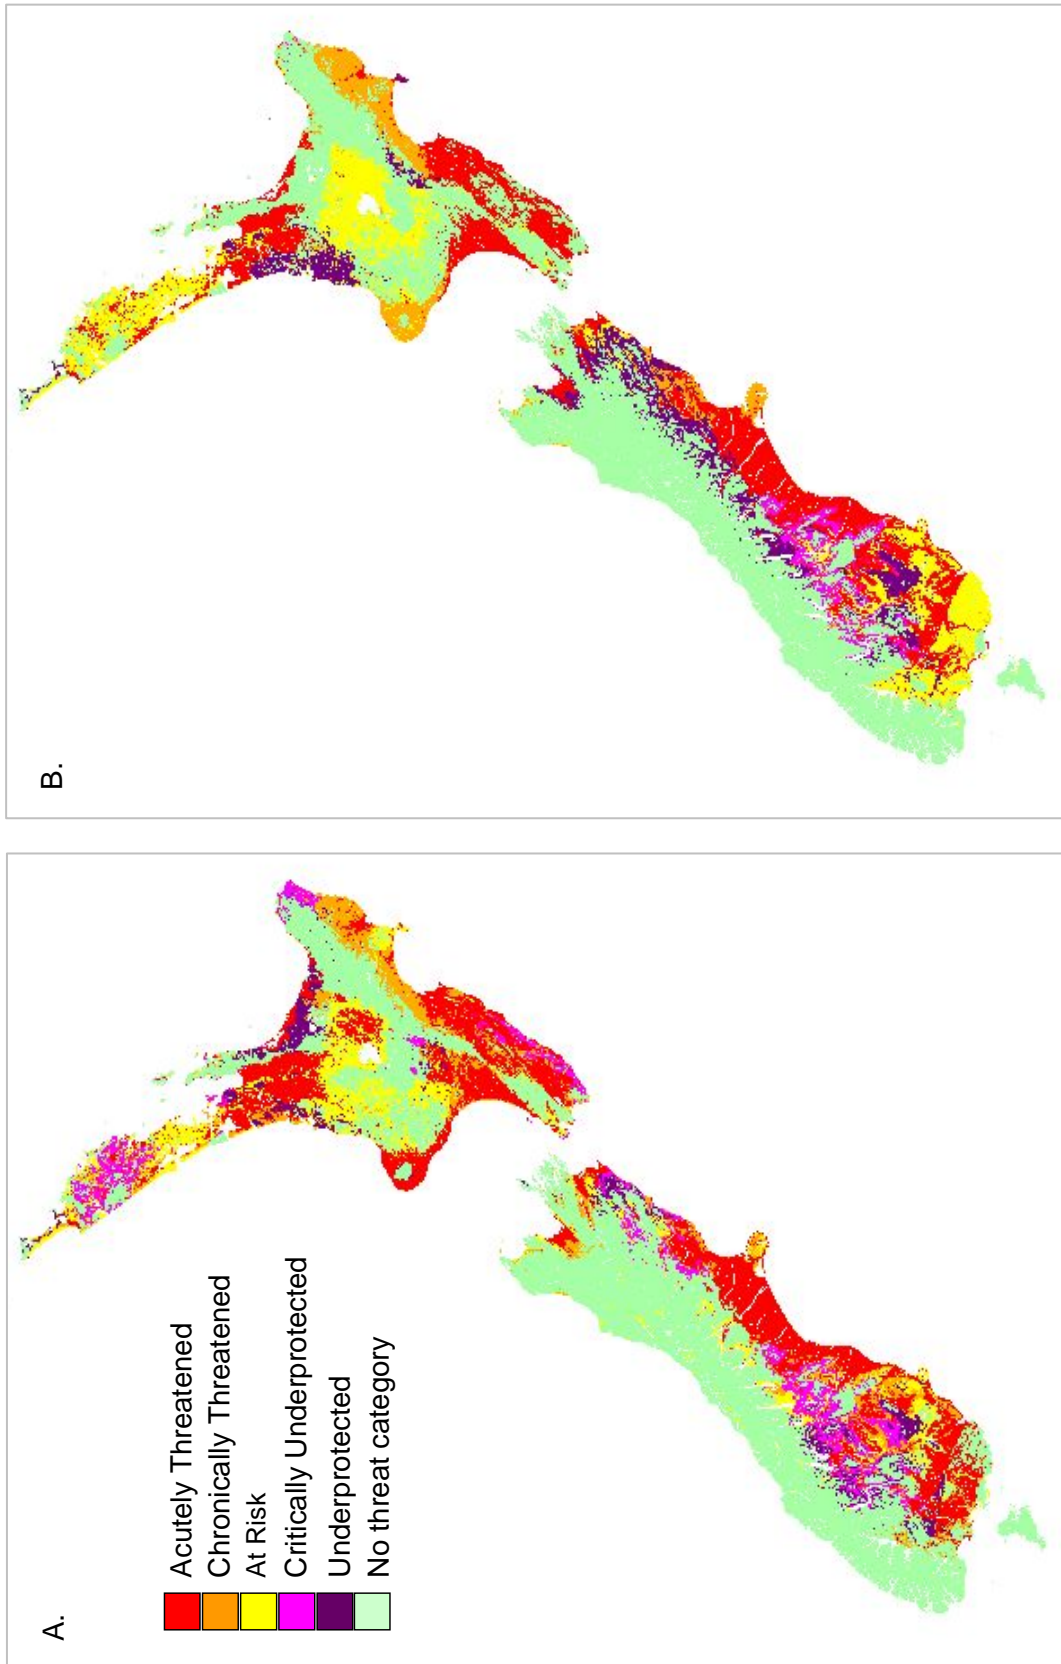 A.
Acutely Threatened
Chronically Threatened
At Risk
Critically Underprotected
Underprotected
No threat category
B.